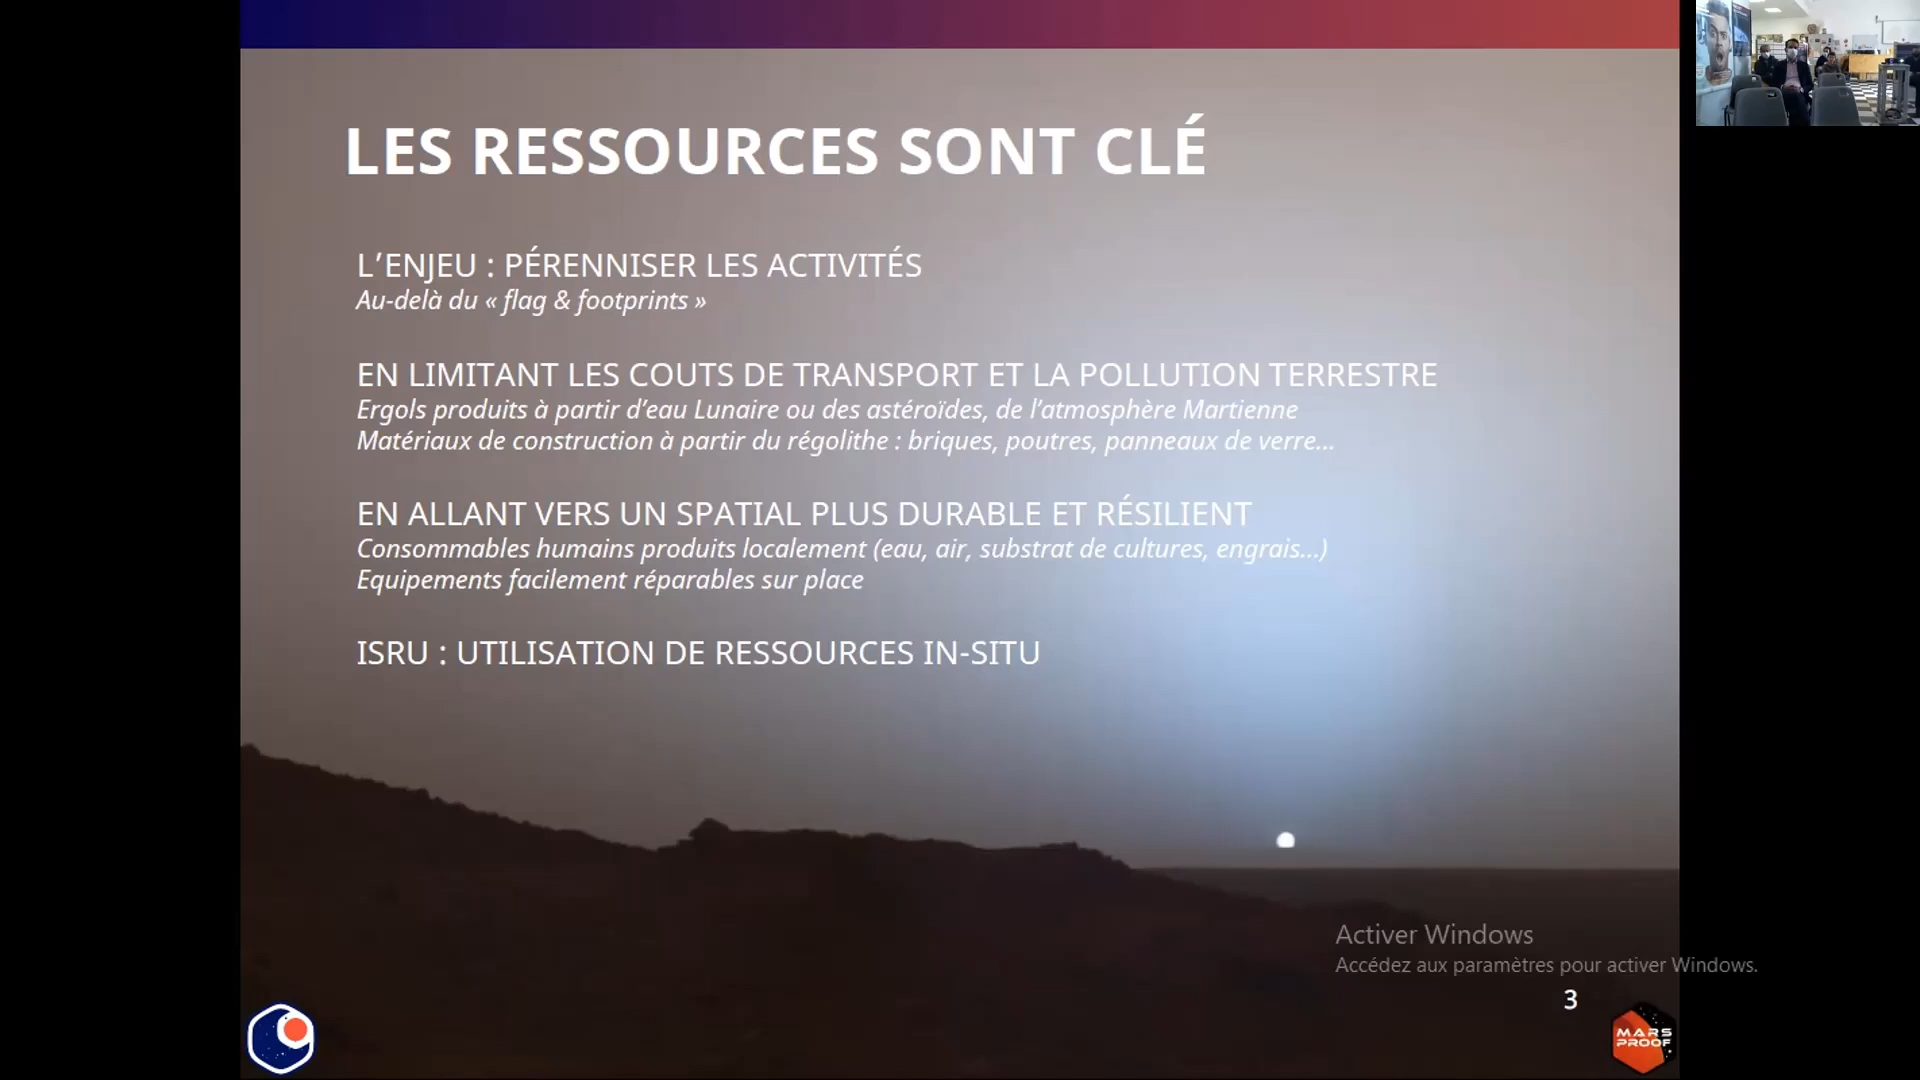 LES RESSOURCES SONT CLÉ
L’ENJEU : PÉRENNISER LES ACTIVITÉS
Au-delà du « flag & footprints »
EN LIMITANT LES COUTS DE TRANSPORT ET LA POLLUTION TERRESTRE
Ergols produits à partir d’eau Lunaire ou des astéroïdes, de l’atmosphère Martienne
Matériaux de construction à partir du régolithe : briques, poutres, panneaux de verre…
EN ALLANT VERS UN SPATIAL PLUS DURABLE ET RÉSILIENT
Consommables humains produits localement (eau, air, substrat de cultures, engrais…)
Equipements facilement réparables sur place
ISRU : UTILISATION DE RESSOURCES IN-SITU
Activer Windows
Accédez aux paramètres pour activer Windows.
3
MARS
PROOF